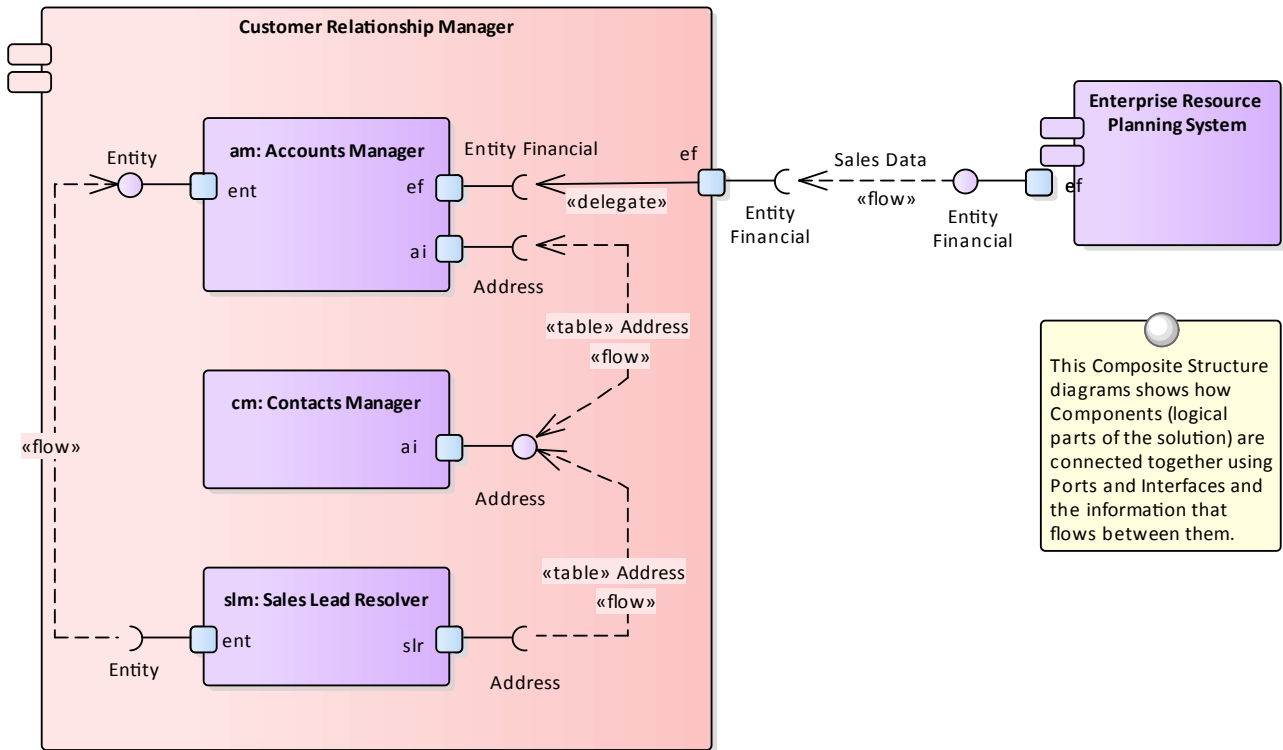 Customer Relationship Manager
Enterprise Resource
Planning System
am: Accounts Manager
Entity
ent
Entity Financial
ef
ef
«delegate»
Entity
Financial
Sales Data
«flow»
Entity
Financial
ef
ai
Address
«table» Address
«flow»
cm: Contacts Manager
ai
Address
«flow»
«table» Address
«flow»
slm: Sales Lead Resolver
ent
Entity
slr
Address
This Composite Structure
diagrams shows how
Components (logical
parts of the solution) are
connected together using
Ports and Interfaces and
the information that
flows between them.